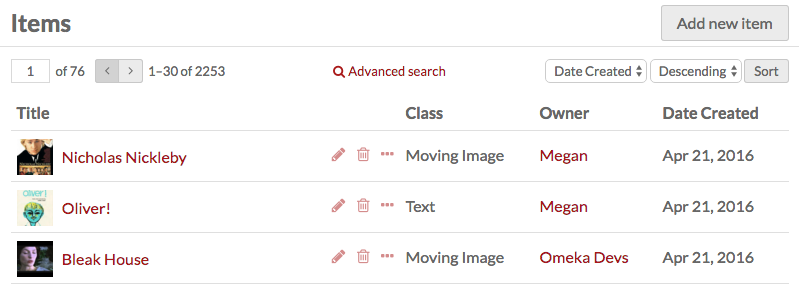 Items
Add new item
1 of 76 < > 1–30 of 2253 Advanced search Date Created Descending Sort
Title Class Owner Date Created
Nicholas Nickleby Moving Image Megan Apr 21, 2016
oliver!
Oliver! Text Megan Apr 21, 2016
Bleak House Moving Image Omeka Devs Apr 21, 2016